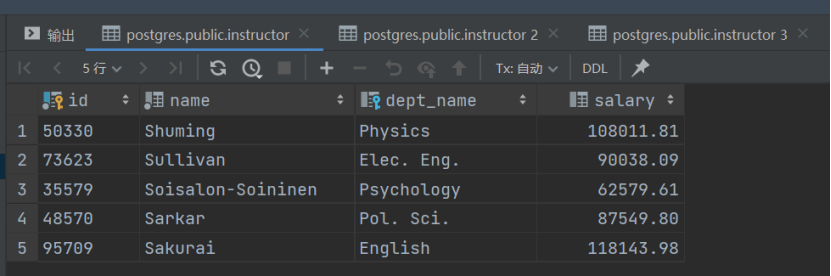 输出 postgres.public.instructor postgres.public.instructor 2 postgres.public.instructor 3
5 行 Tx: 自动 DDL
id name dept_name salary
1 50330 Shuming Physics 108011.81
2 73623 Sullivan Elec. Eng. 90038.09
3 35579 Soisalon-Soininen Psychology 62579.61
4 48570 Sarkar Pol. Sci. 87549.80
5 95709 Sakurai English 118143.98